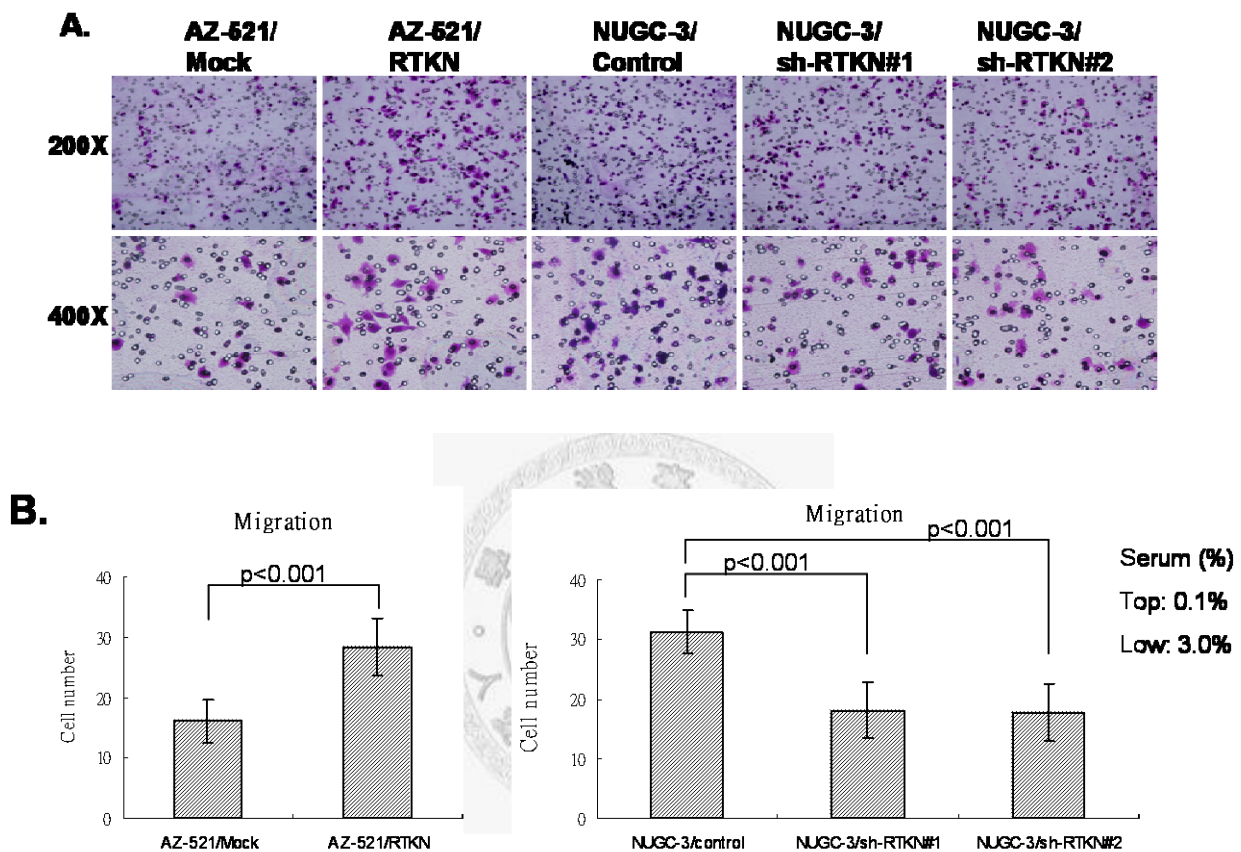 A.
AZ-521/ Mock
AZ-521/ RTKN
NUGC-3/ Control
NUGC-3/ sh-RTKN#1
NUGC-3/ sh-RTKN#2
200X
400X
B.
Migration
p<0.001
40
30
20
10
0
Cell number
AZ-521/Mock
AZ-521/RTKN
Migration
p<0.001
p<0.001
40
30
20
10
0
Cell number
NUGC-3/control
NUGC-3/sh-RTKN#1
NUGC-3/sh-RTKN#2
Serum (%)
Top: 0.1%
Low: 3.0%